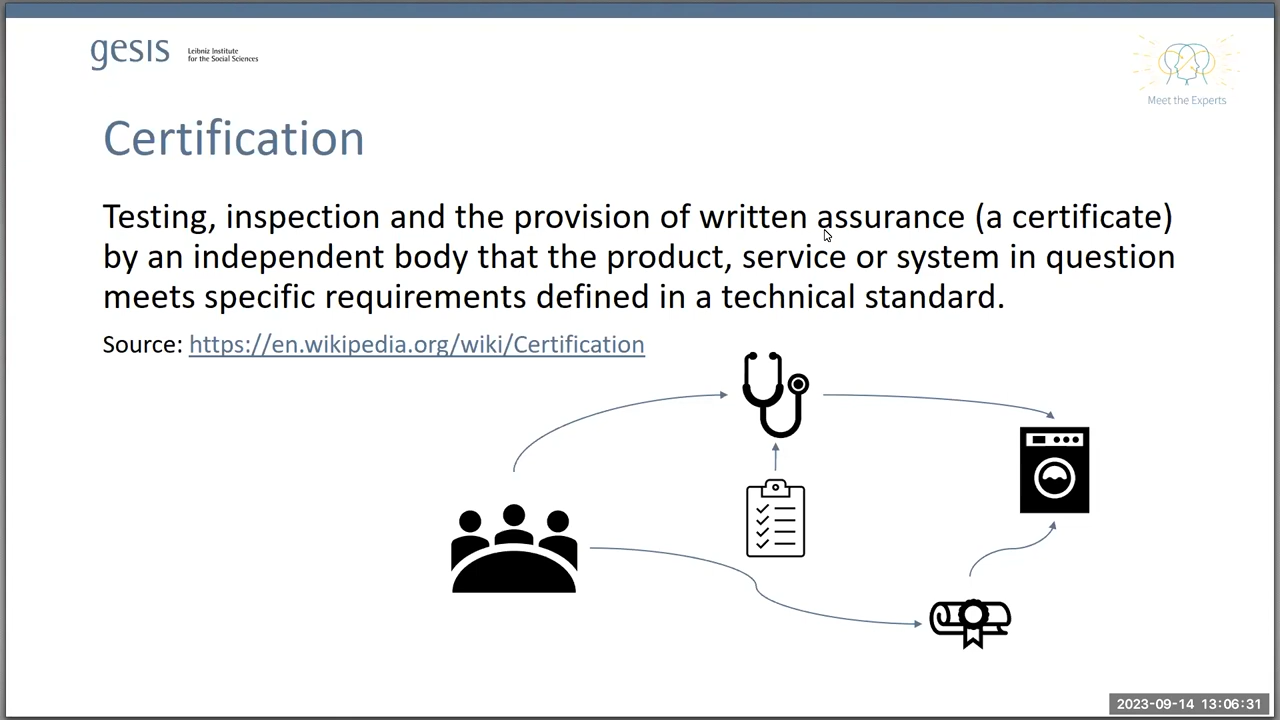 gesis
Leibniz Institute
for the Social Sciences
Meet the Experts
Certification
Testing, inspection and the provision of written assurance (a certificate)
by an independent body that the product, service or system in question
meets specific requirements defined in a technical standard.
Source: https://en.wikipedia.org/wiki/Certification
2023-09-14 13:06:31